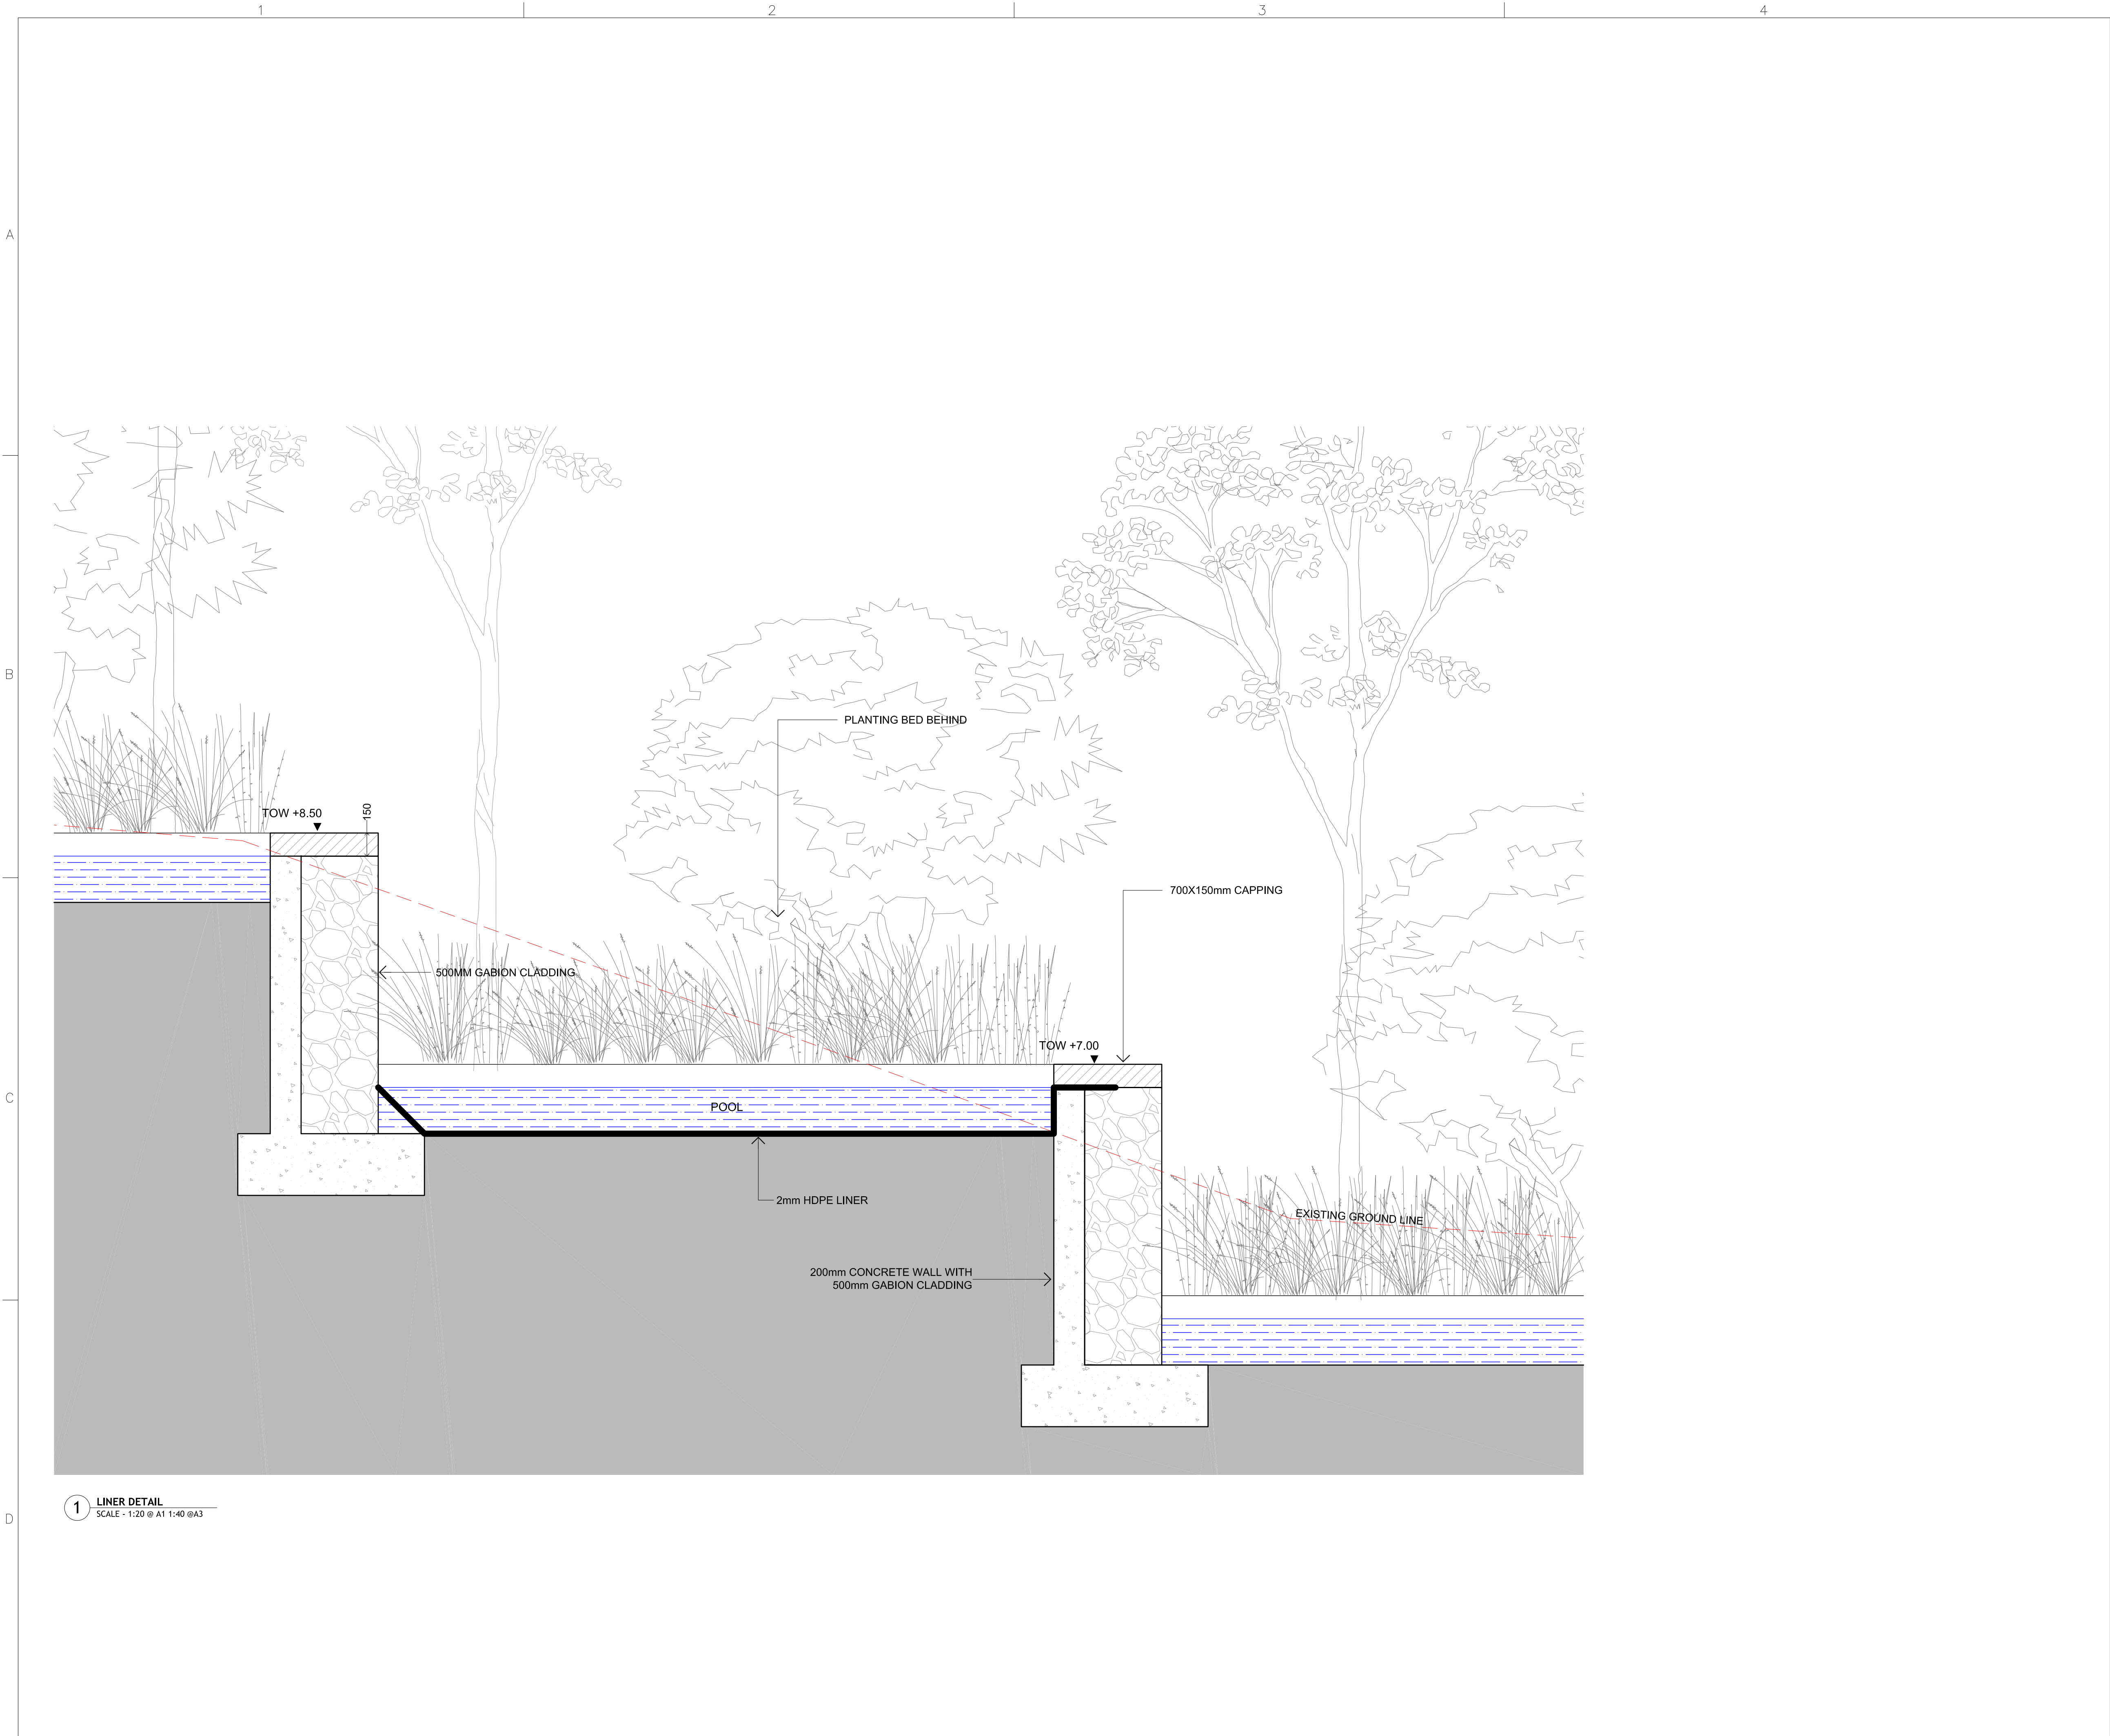 1
2
3
4
A
B
PLANTING BED BEHIND
TOW +8.50
150
700X150mm CAPPING
500MM GABION CLADDING
TOW +7.00
C
POOL
2mm HDPE LINER
EXISTING GROUND LINE
200mm CONCRETE WALL WITH
500mm GABION CLADDING
1
LINER DETAIL
SCALE - 1:20 @ A1 1:40 @A3
D